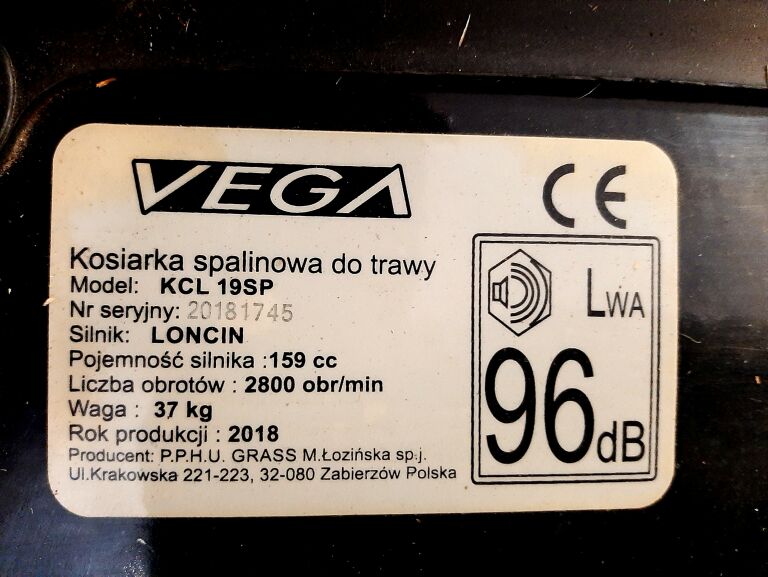 VEGA
CE
Kosiarka spalinowa do trawy
Model: KCL 19SP
Nr seryjny: 20181745
Silnik: LONCIN
Pojemność silnika :159 cc
Liczba obrotów : 2800 obr/min
Waga : 37 kg
Rok produkcji : 2018
Producent: P.P.H.U. GRASS M.Łozińska sp.j.
Ul.Krakowska 221-223, 32-080 Zabierzów Polska
LWA
96 dB